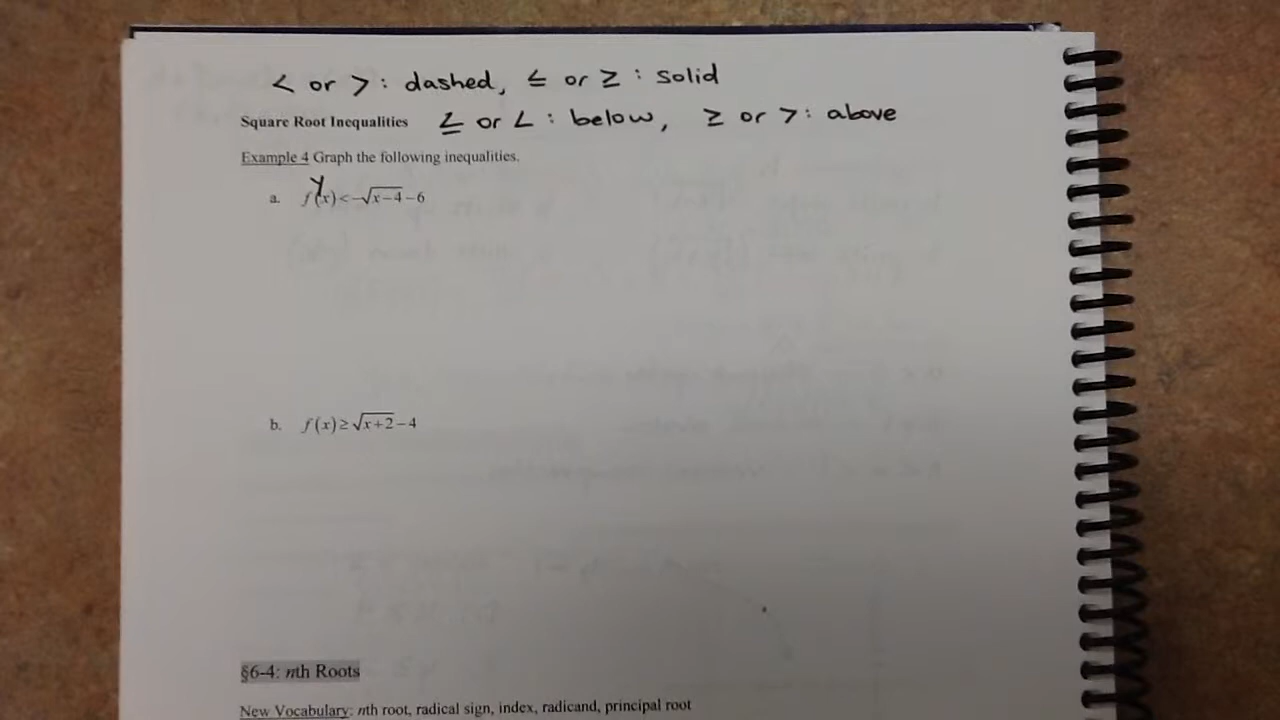 < or >: dashed, ≤ or ≥ : solid
Square Root Inequalities ≤ or < : below, ≥ or >: above
Example 4 Graph the following inequalities.
y
a. f(x)<-√x-4-6
b. f(x)≥√x+2-4
§6-4: nth Roots
New Vocabulary: nth root, radical sign, index, radicand, principal root